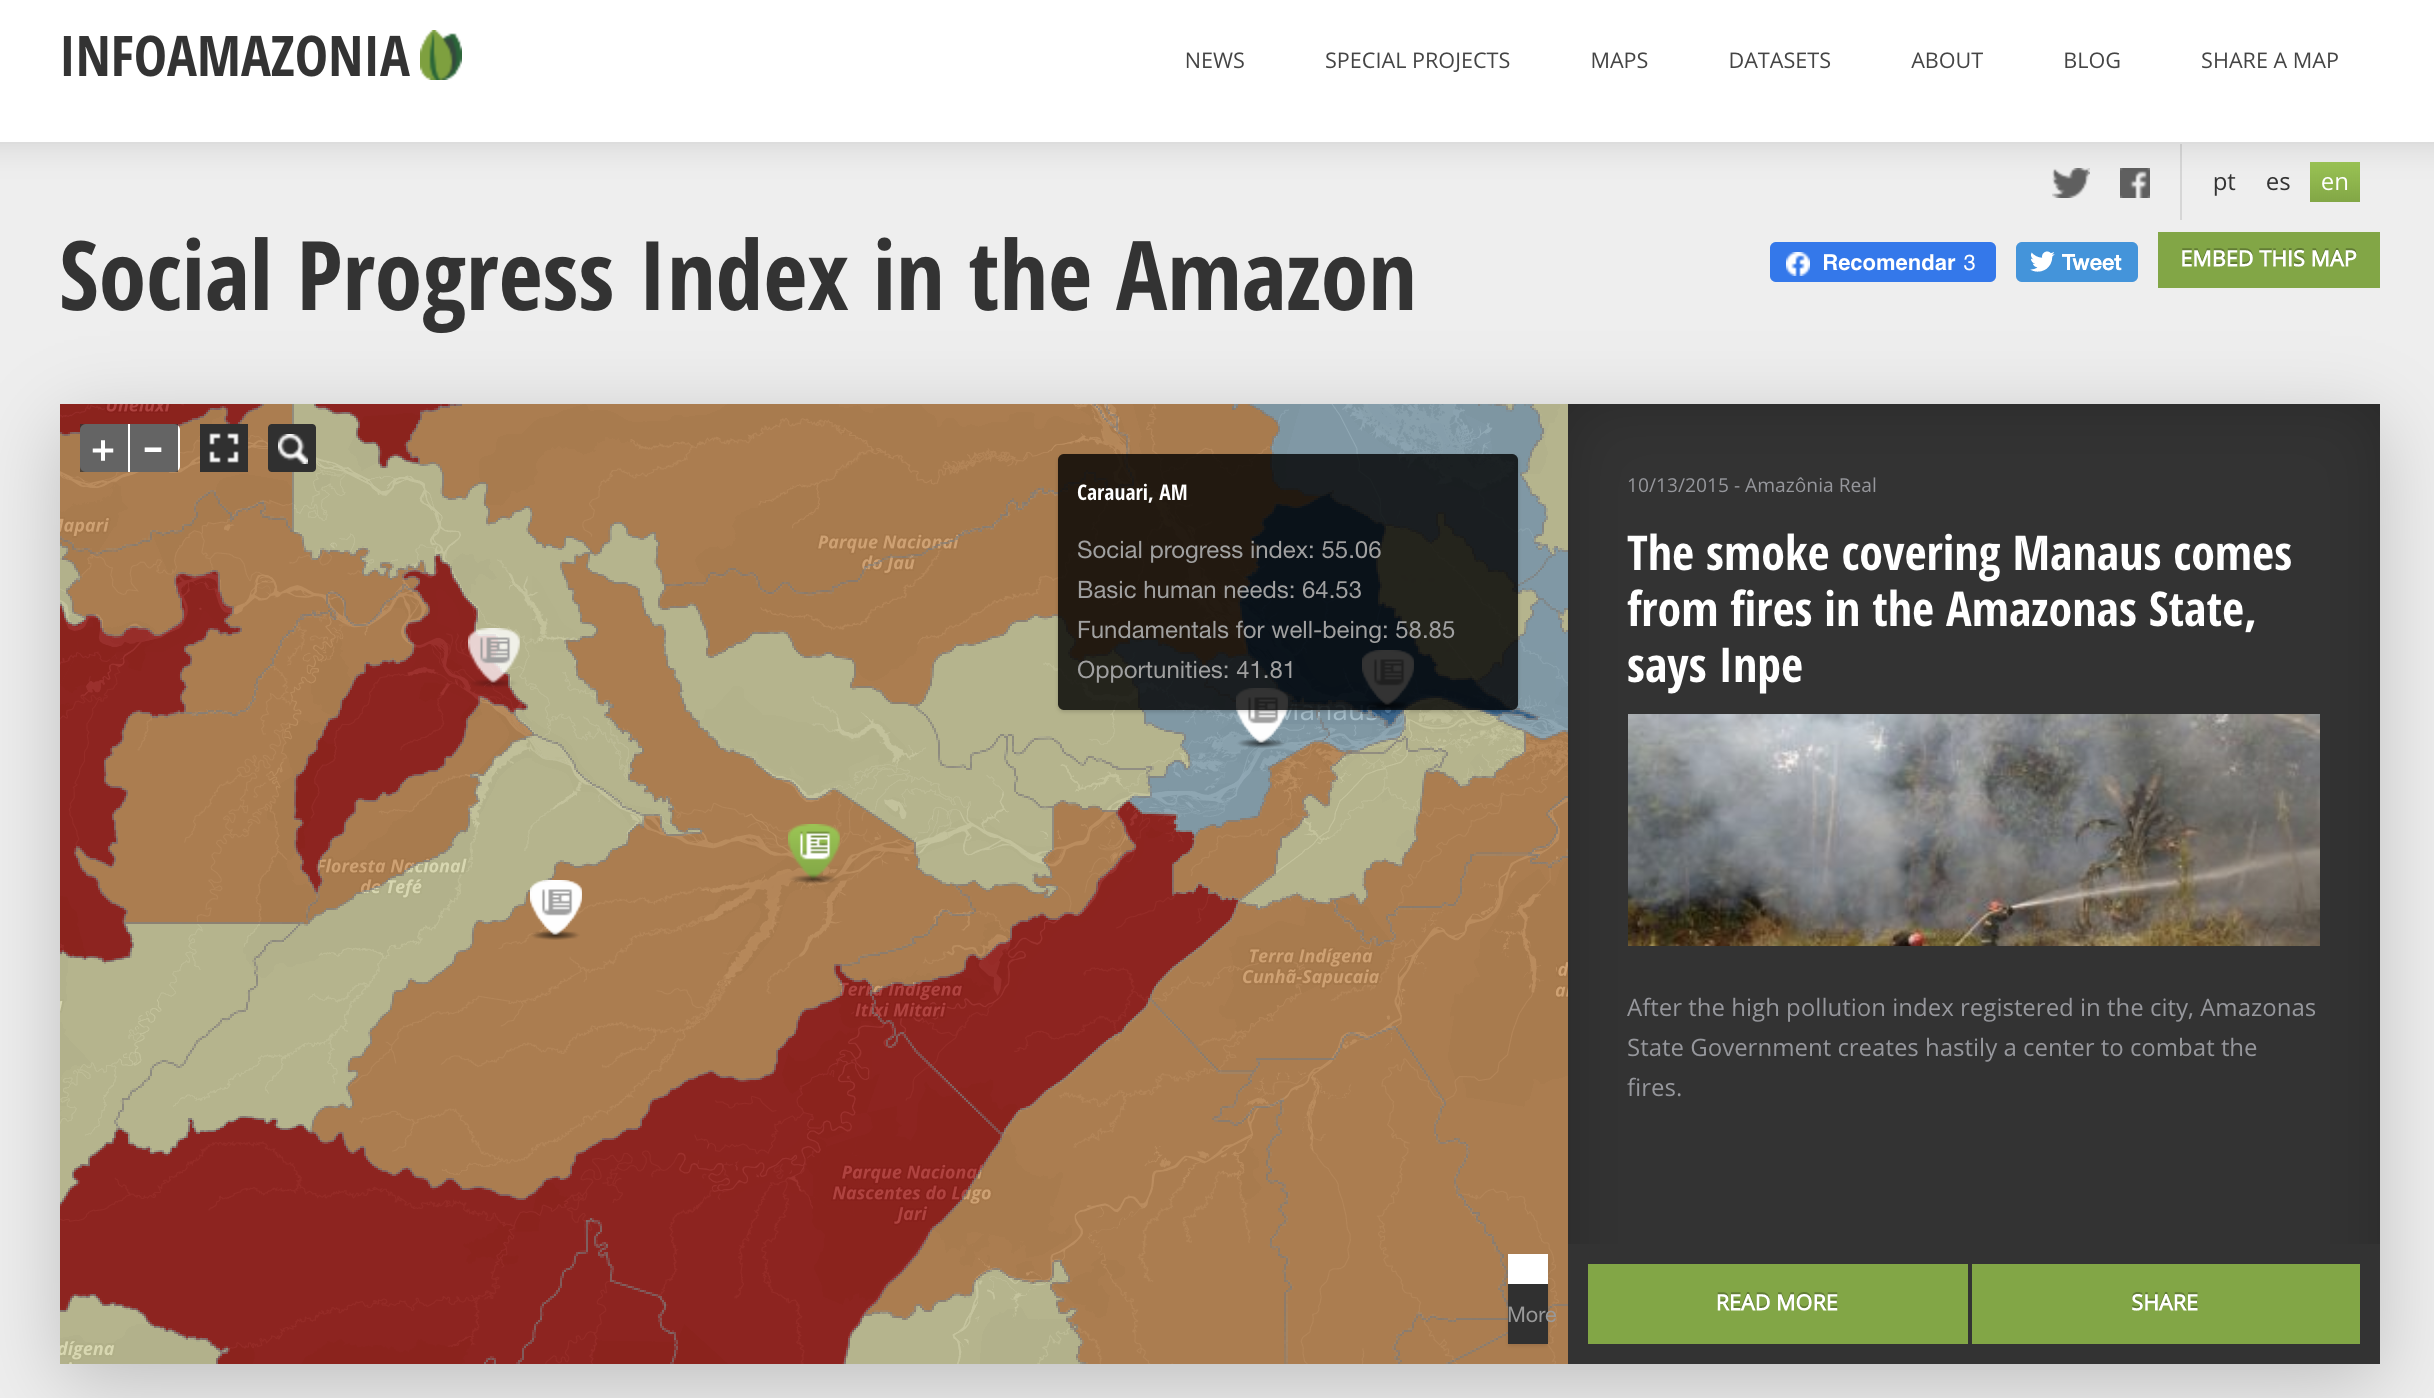 INFOAMAZONIA
NEWS
SPECIAL PROJECTS
MAPS
DATASETS
ABOUT
BLOG
SHARE A MAP
pt
es
en
Social Progress Index in the Amazon
Recomendar 3
Tweet
EMBED THIS MAP
+
-
Parque Nacional
do Jaú
Carauari, AM
Social progress index: 55.06
Basic human needs: 64.53
Fundamentals for well-being: 58.85
Opportunities: 41.81
Manaus
Floresta Nacional
de Tefé
Terra Indígena
Itixi Mitari
Terra Indígena
Cunhã-Sapucaia
Parque Nacional
Nascentes do Lago
Jari
More
10/13/2015 - Amazônia Real
The smoke covering Manaus comes
from fires in the Amazonas State,
says Inpe
After the high pollution index registered in the city, Amazonas
State Government creates hastily a center to combat the
fires.
READ MORE
SHARE